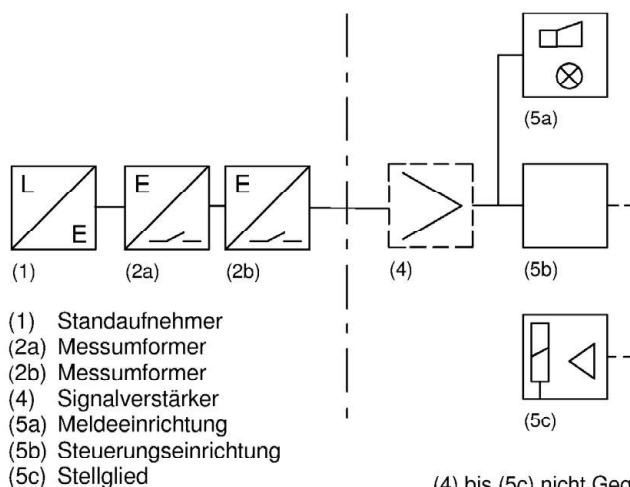 (5a)
L
E
E
E
(1)
(2a)
(2b)
(4)
(5b)
(1) Standaufnehmer
(2a) Messumformer
(2b) Messumformer
(4) Signalverstärker
(5a) Meldeeinrichtung
(5b) Steuerungseinrichtung
(5c) Stellglied
(5c)
(4) bis (5c) nicht